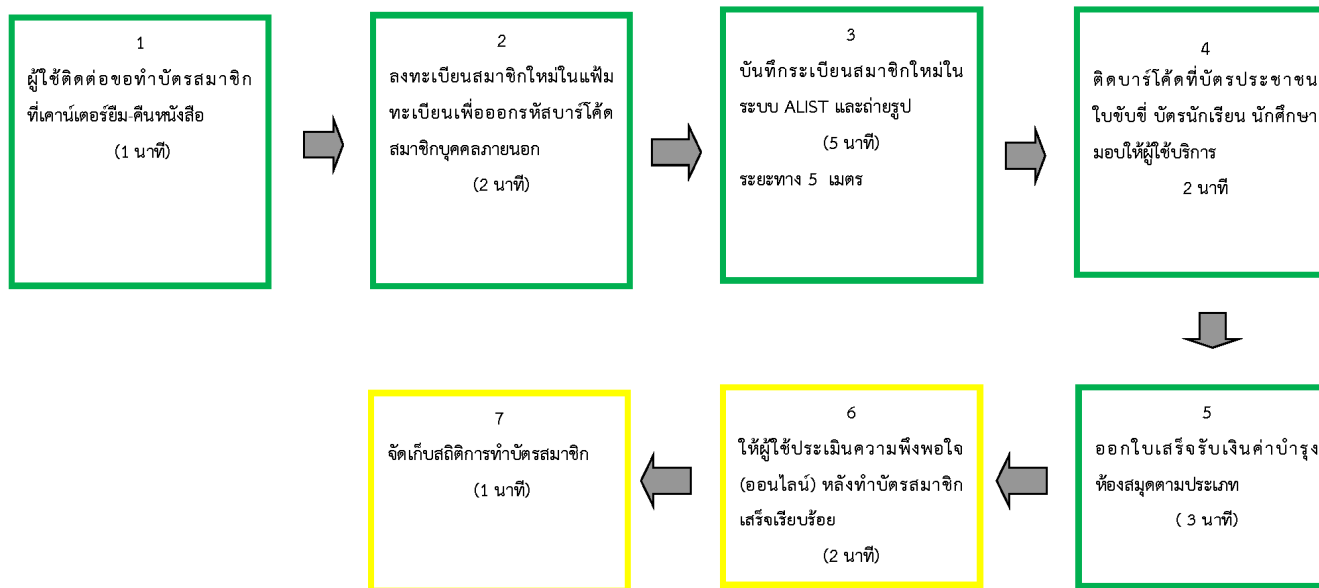 1
ผู้ใช้ติดต่อขอทำบัตรสมาชิก
ที่เคาน์เตอร์ยืม-คืนหนังสือ
(1 นาที)
2
ลงทะเบียนสมาชิกใหม่ในแฟ้ม
ทะเบียนเพื่อออกรหัสบาร์โค้ด
สมาชิกบุคคลภายนอก
(2 นาที)
3
บันทึกระเบียนสมาชิกใหม่ใน
ระบบ ALIST และถ่ายรูป
(5 นาที)
ระยะทาง 5 เมตร
4
ติดบาร์โค้ดที่บัตรประชาชน
ใบขับขี่ บัตรนักเรียน นักศึกษา
มอบให้ผู้ใช้บริการ
2 นาที
5
ออกใบเสร็จรับเงินค่าบำรุง
ห้องสมุดตามประเภท
( 3 นาที)
6
ให้ผู้ใช้ประเมินความพึงพอใจ
(ออนไลน์) หลังทำบัตรสมาชิก
เสร็จเรียบร้อย
(2 นาที)
7
จัดเก็บสถิติการทำบัตรสมาชิก
(1 นาที)